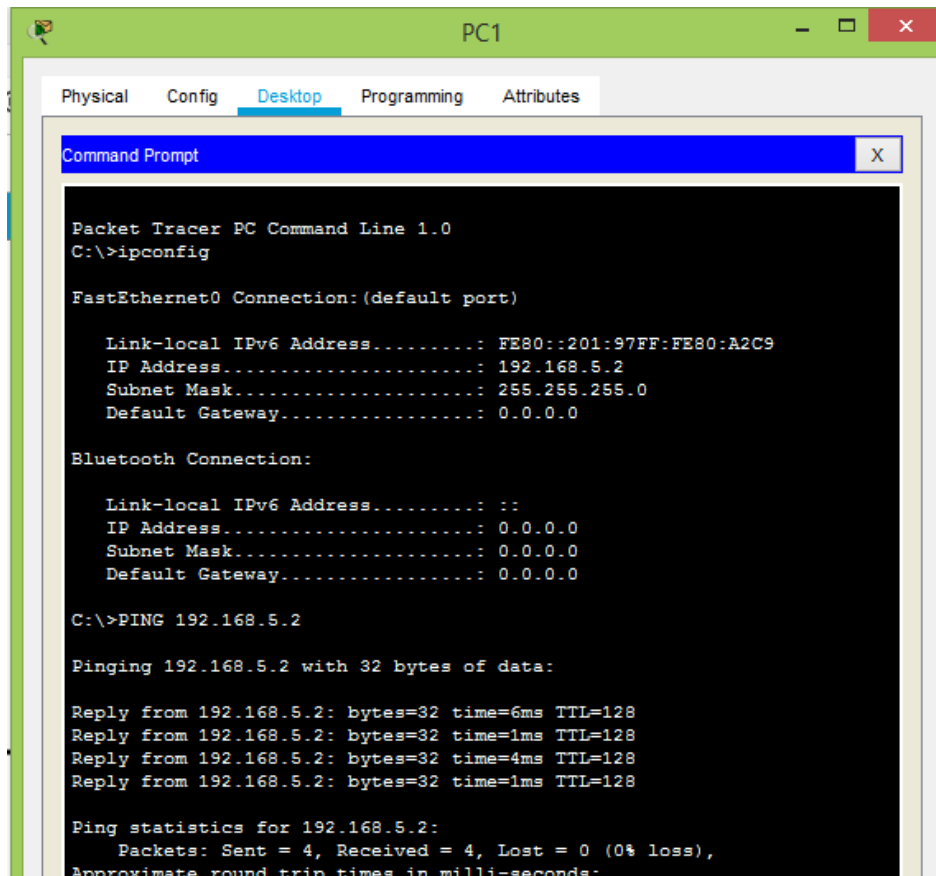 PC1
Physical Config Desktop Programming Attributes
Command Prompt X
Packet Tracer PC Command Line 1.0
C:\>ipconfig
FastEthernet0 Connection:(default port)
Link-local IPv6 Address.........: FE80::201:97FF:FE80:A2C9
IP Address......................: 192.168.5.2
Subnet Mask.....................: 255.255.255.0
Default Gateway.................: 0.0.0.0
Bluetooth Connection:
Link-local IPv6 Address.........: ::
IP Address......................: 0.0.0.0
Subnet Mask.....................: 0.0.0.0
Default Gateway.................: 0.0.0.0
C:\>PING 192.168.5.2
Pinging 192.168.5.2 with 32 bytes of data:
Reply from 192.168.5.2: bytes=32 time=6ms TTL=128
Reply from 192.168.5.2: bytes=32 time=1ms TTL=128
Reply from 192.168.5.2: bytes=32 time=4ms TTL=128
Reply from 192.168.5.2: bytes=32 time=1ms TTL=128
Ping statistics for 192.168.5.2:
Packets: Sent = 4, Received = 4, Lost = 0 (0% loss),
Approximate round trip times in milli-seconds: